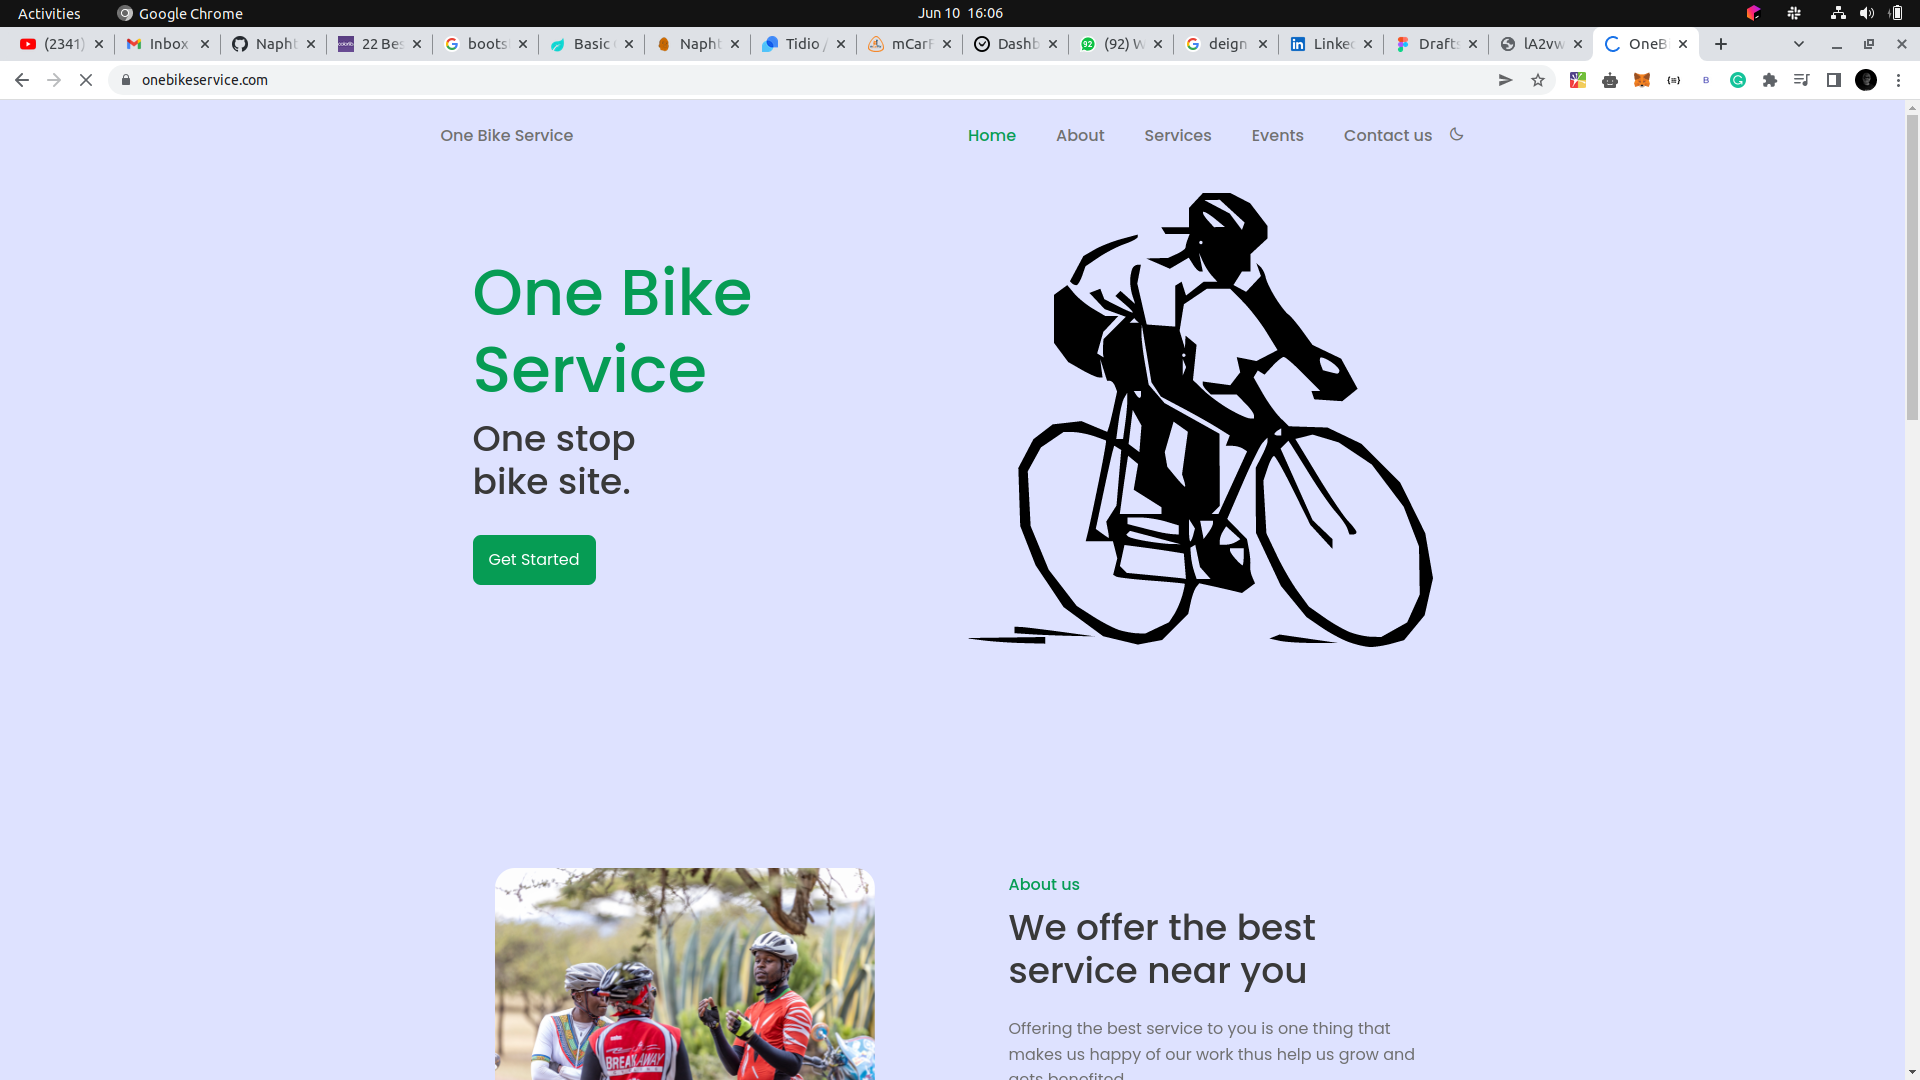 Activities
Google Chrome
Jun 10 16:06
(2341)
Inbox
Napht
22 Bes
boots
Basic
Napht
Tidio /
mCarF
Dashb
(92) W
deign
Linked
Drafts
lA2vw
OneBi
onebikeservice.com
One Bike Service
Home
About
Services
Events
Contact us
One Bike
Service
One stop
bike site.
Get Started
BREAKAWAY
About us
We offer the best
service near you
Offering the best service to you is one thing that
makes us happy of our work thus help us grow and
gets benefited